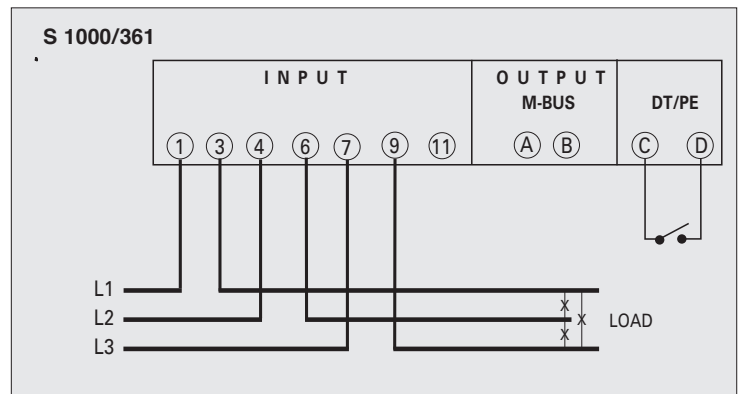 S 1000/361
INPUT
OUTPUT
M-BUS
DT/PE
1 3 4 6 7 9 11 A B C D
L1
L2
L3
X
X
X
LOAD